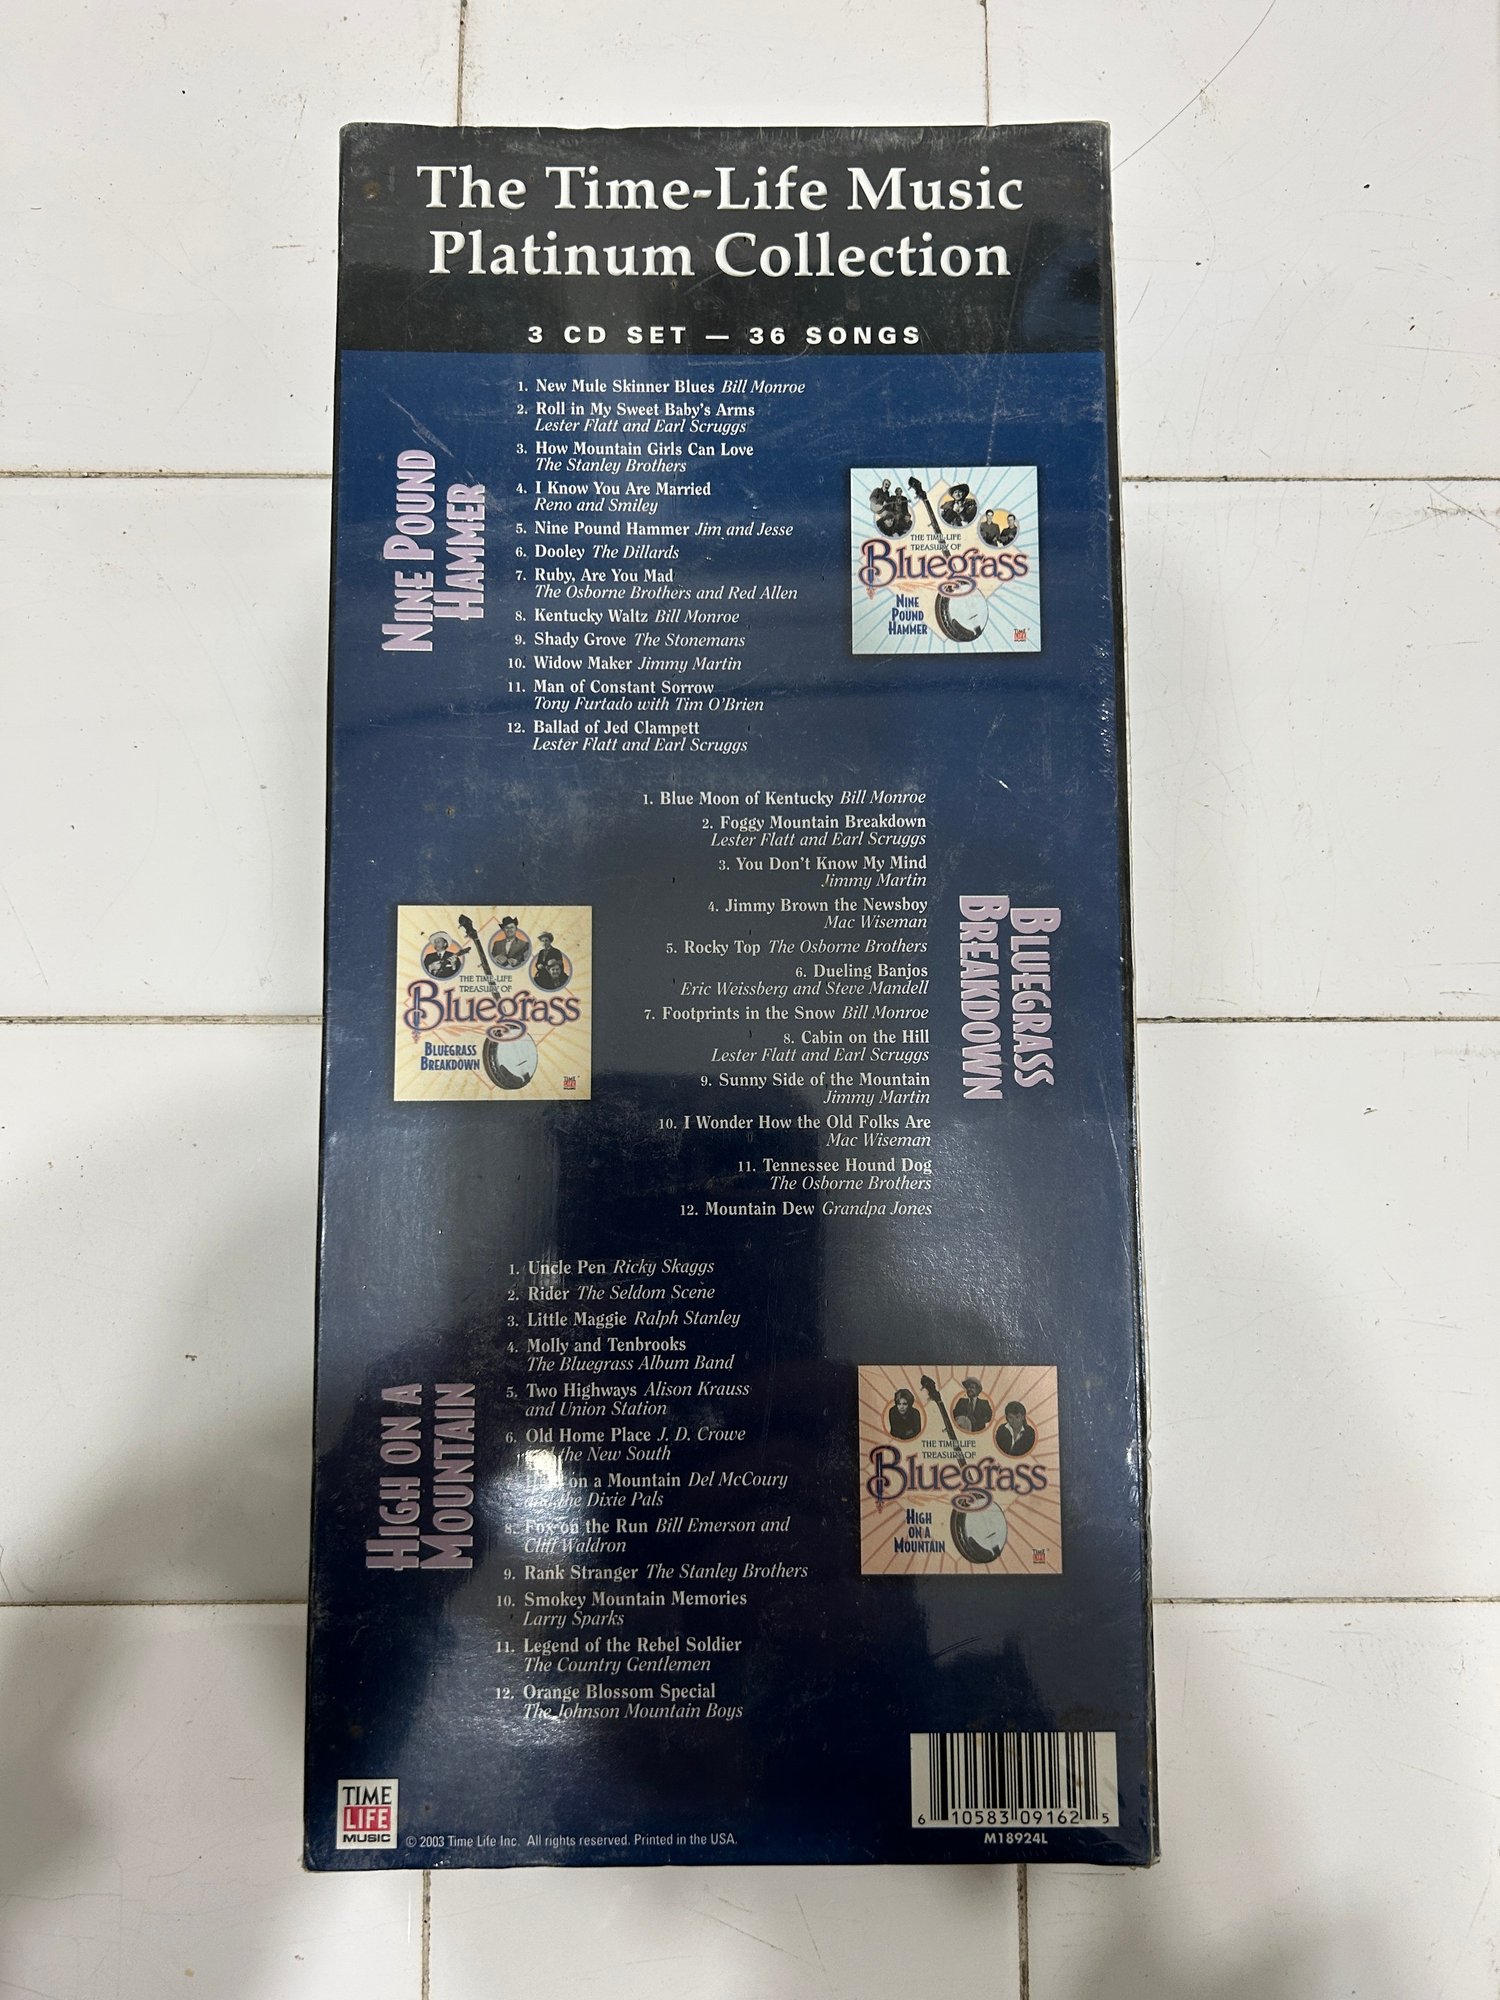 The Time-Life Music
Platinum Collection
3 CD SET — 36 SONGS
NINE POUND
HAMMER
1. New Mule Skinner Blues Bill Monroe
2. Roll in My Sweet Baby's Arms
Lester Flatt and Earl Scruggs
3. How Mountain Girls Can Love
The Stanley Brothers
4. I Know You Are Married
Reno and Smiley
5. Nine Pound Hammer Jim and Jesse
6. Dooley The Dillards
7. Ruby, Are You Mad
The Osborne Brothers and Red Allen
8. Kentucky Waltz Bill Monroe
9. Shady Grove The Stonemans
10. Widow Maker Jimmy Martin
11. Man of Constant Sorrow
Tony Furtado with Tim O'Brien
12. Ballad of Jed Clampett
Lester Flatt and Earl Scruggs
THE TIME-LIFE
TREASURY OF
Bluegrass
NINE
POUND
HAMMER
TIME
LIFE
MUSIC
BLUEGRASS
BREAKDOWN
1. Blue Moon of Kentucky Bill Monroe
2. Foggy Mountain Breakdown
Lester Flatt and Earl Scruggs
3. You Don't Know My Mind
Jimmy Martin
4. Jimmy Brown the Newsboy
Mac Wiseman
5. Rocky Top The Osborne Brothers
6. Dueling Banjos
Eric Weissberg and Steve Mandell
7. Footprints in the Snow Bill Monroe
8. Cabin on the Hill
Lester Flatt and Earl Scruggs
9. Sunny Side of the Mountain
Jimmy Martin
10. I Wonder How the Old Folks Are
Mac Wiseman
11. Tennessee Hound Dog
The Osborne Brothers
12. Mountain Dew Grandpa Jones
THE TIME-LIFE
TREASURY OF
Bluegrass
BLUEGRASS
BREAKDOWN
TIME
LIFE
MUSIC
HIGH ON A
MOUNTAIN
1. Uncle Pen Ricky Skaggs
2. Rider The Seldom Scene
3. Little Maggie Ralph Stanley
4. Molly and Tenbrooks
The Bluegrass Album Band
5. Two Highways Alison Krauss
and Union Station
6. Old Home Place J. D. Crowe
the New South
on a Mountain Del McCoury
the Dixie Pals
8. Fox on the Run Bill Emerson and
Cliff Waldron
9. Rank Stranger The Stanley Brothers
10. Smokey Mountain Memories
Larry Sparks
11. Legend of the Rebel Soldier
The Country Gentlemen
12. Orange Blossom Special
The Johnson Mountain Boys
THE TIME-LIFE
TREASURY OF
Bluegrass
HIGH
ON A
MOUNTAIN
TIME
LIFE
MUSIC
TIME
LIFE
MUSIC
© 2003 Time Life Inc. All rights reserved. Printed in the USA.
6 10583 09162 5
M18924L